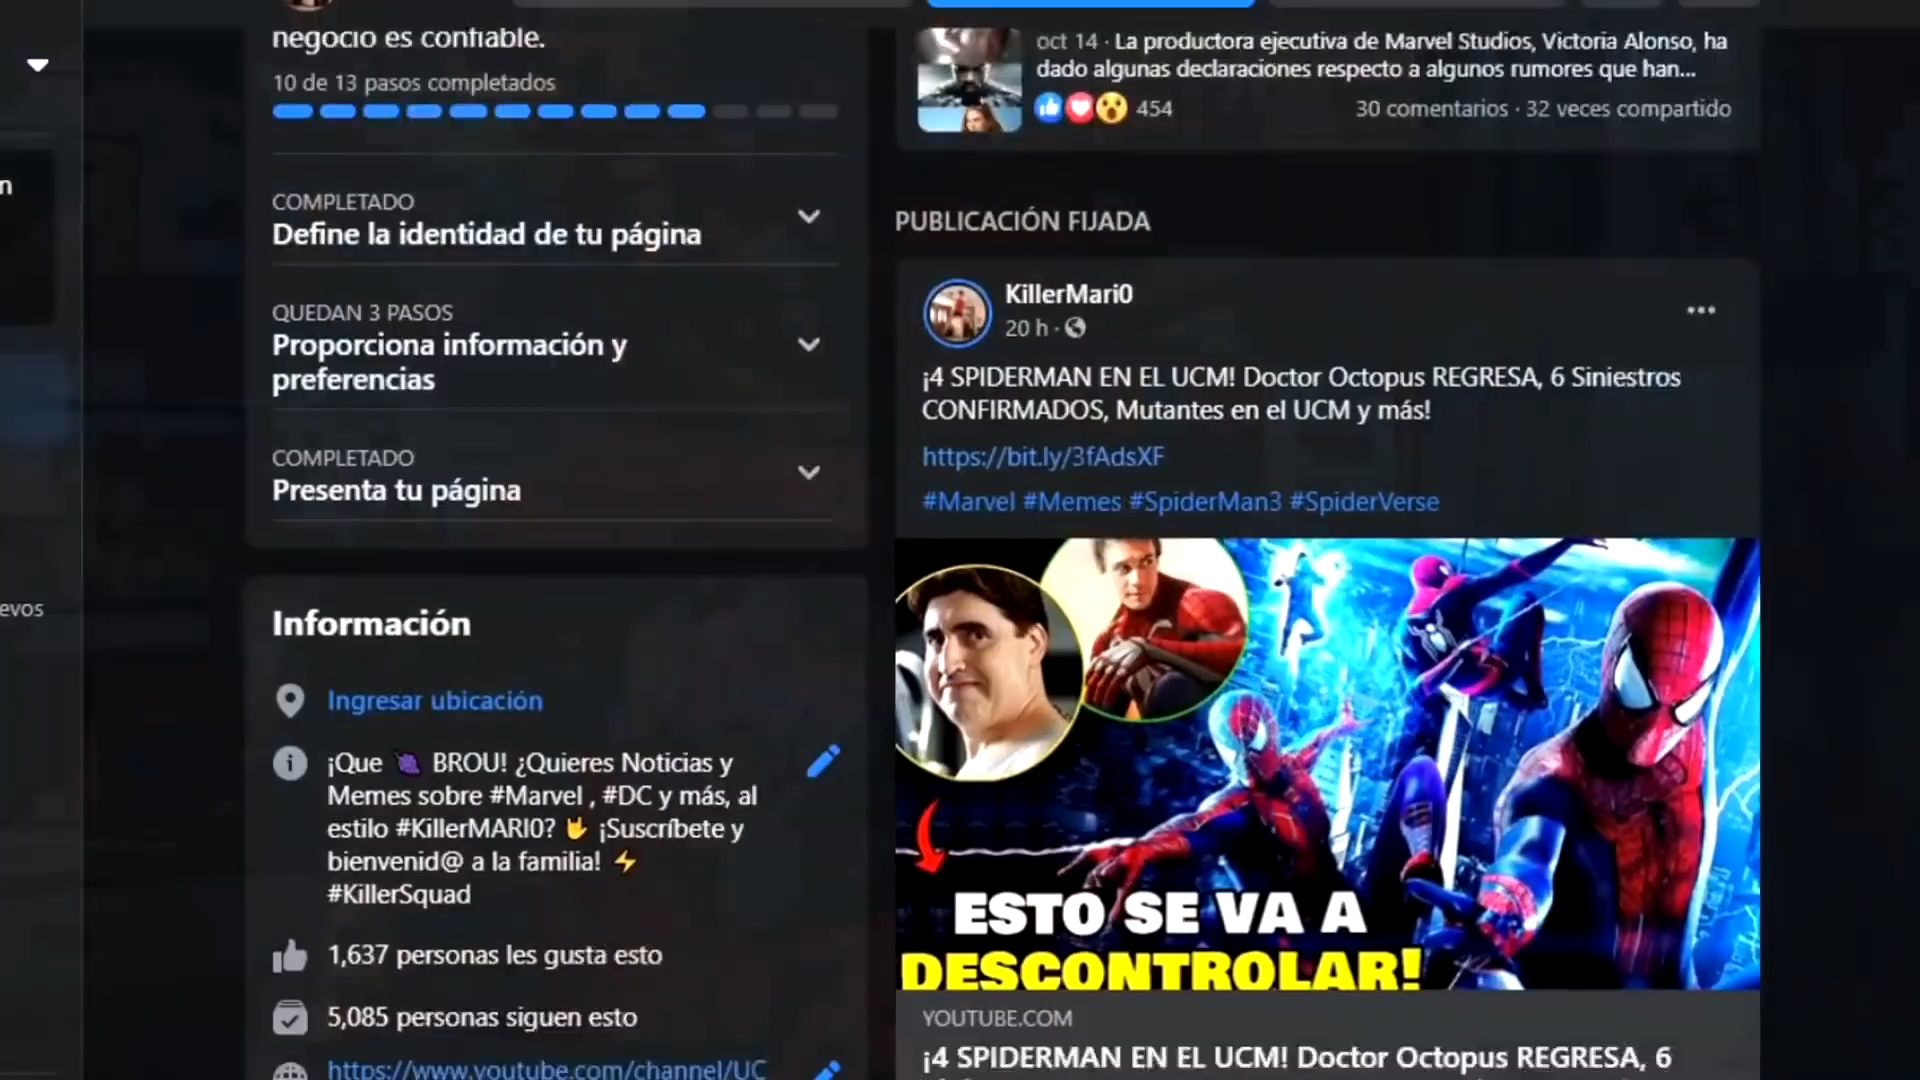 negocio es confiable.
10 de 13 pasos completados
COMPLETADO
Define la identidad de tu página
QUEDAN 3 PASOS
Proporciona información y
preferencias
COMPLETADO
Presenta tu página
evos
Información
Ingresar ubicación
¡Que 🍇 BROU! ¿Quieres Noticias y
Memes sobre #Marvel , #DC y más, al
estilo #KillerMARI0? 🤟 ¡Suscríbete y
bienvenid@ a la familia! ⚡
#KillerSquad
1,637 personas les gusta esto
5,085 personas siguen esto
https://www.youtube.com/channel/UC
oct 14 · La productora ejecutiva de Marvel Studios, Victoria Alonso, ha
dado algunas declaraciones respecto a algunos rumores que han...
454
30 comentarios · 32 veces compartido
PUBLICACIÓN FIJADA
KillerMari0
20 h ·
¡4 SPIDERMAN EN EL UCM! Doctor Octopus REGRESA, 6 Siniestros
CONFIRMADOS, Mutantes en el UCM y más!
https://bit.ly/3fAdsXF
#Marvel #Memes #SpiderMan3 #SpiderVerse
ESTO SE VA A
DESCONTROLAR!
YOUTUBE.COM
¡4 SPIDERMAN EN EL UCM! Doctor Octopus REGRESA, 6